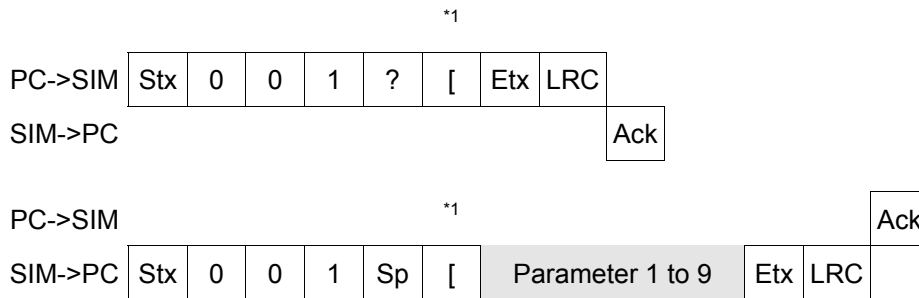 *1
PC->SIM Stx 0 0 1 ? [ Etx LRC
SIM->PC Ack
PC->SIM *1 Ack
SIM->PC Stx 0 0 1 Sp [ Parameter 1 to 9 Etx LRC